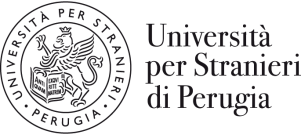 UNIVERSITÀ PER STRANIERI
· PERUGIA ·
Università
per Stranieri
di Perugia